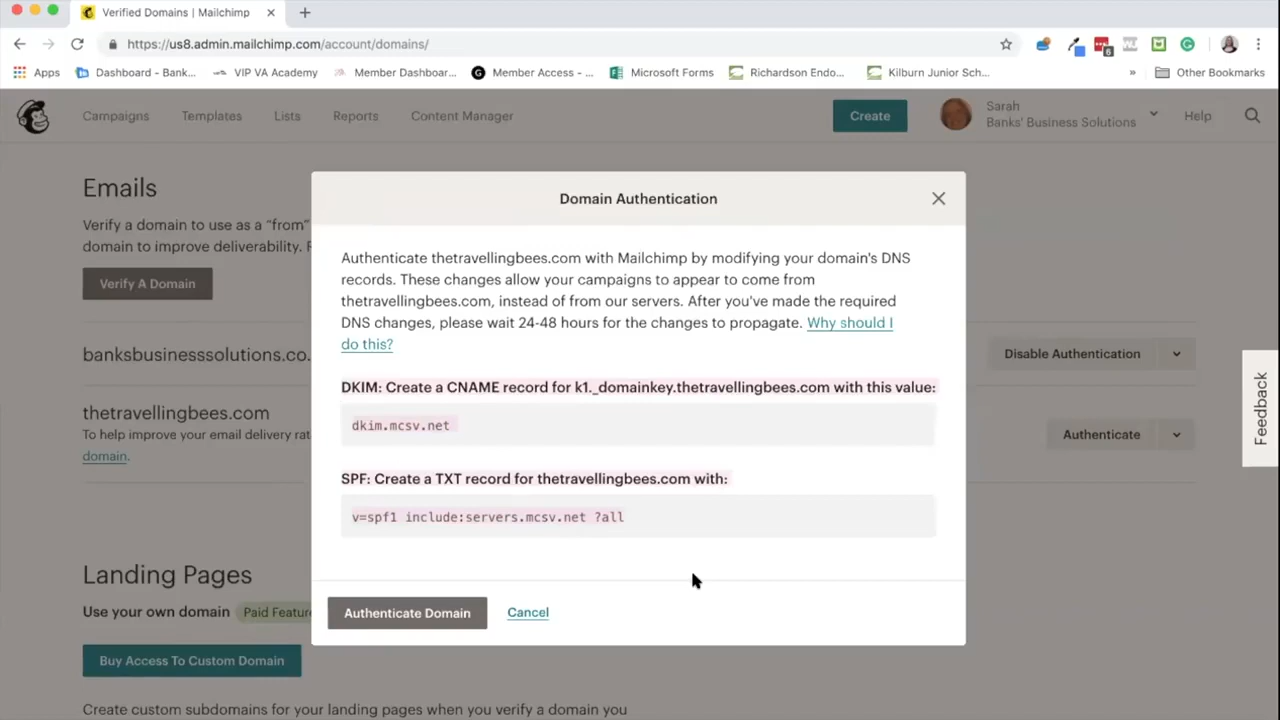 Verified Domains | Mailchimp
https://us8.admin.mailchimp.com/account/domains/
6
Apps
Dashboard - Bank...
VIP VA Academy
Member Dashboar...
Member Access - ...
Microsoft Forms
Richardson Endo...
Kilburn Junior Sch...
»
Other Bookmarks
Campaigns
Templates
Lists
Reports
Content Manager
Create
Sarah
Banks' Business Solutions
Help
Emails
Verify a domain to use as a “from”
domain to improve deliverability.
Verify A Domain
banksbusinesssolutions.co.
Disable Authentication
thetravellingbees.com
To help improve your email delivery rat
domain.
Authenticate
Landing Pages
Use your own domain
Paid Feature
Buy Access To Custom Domain
Create custom subdomains for your landing pages when you verify a domain you
Feedback
Domain Authentication
Authenticate thetravellingbees.com with Mailchimp by modifying your domain's DNS
records. These changes allow your campaigns to appear to come from
thetravellingbees.com, instead of from our servers. After you've made the required
DNS changes, please wait 24-48 hours for the changes to propagate. Why should I
do this?
DKIM: Create a CNAME record for k1._domainkey.thetravellingbees.com with this value:
dkim.mcsv.net
SPF: Create a TXT record for thetravellingbees.com with:
v=spf1 include:servers.mcsv.net ?all
Authenticate Domain
Cancel